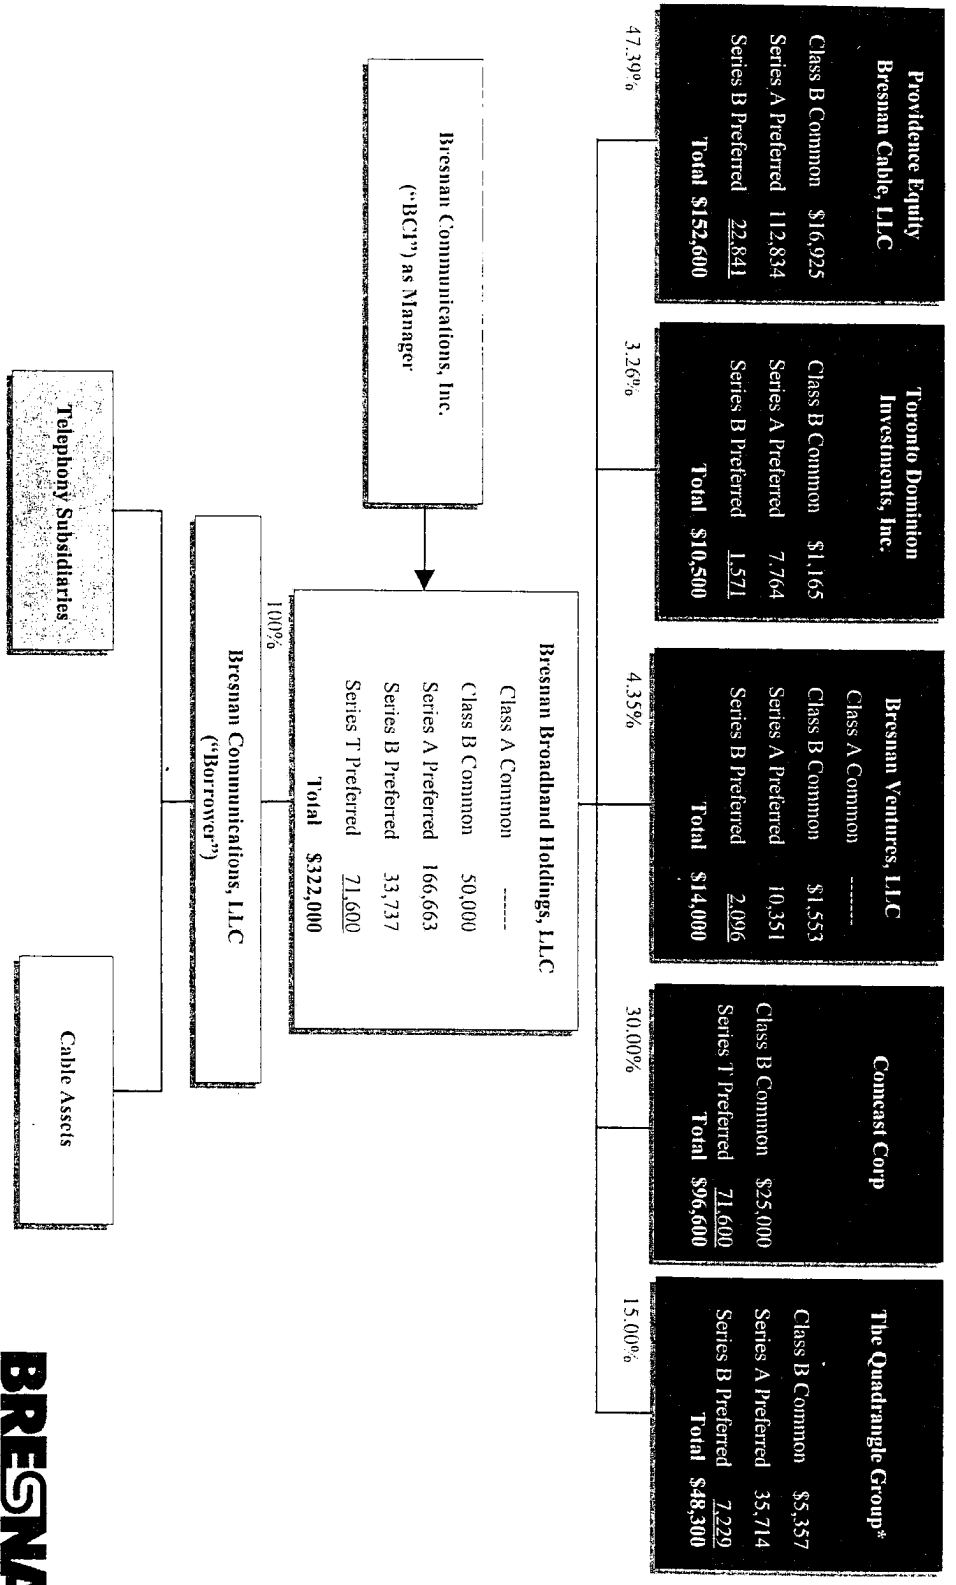 Providence Equity
Bresnan Cable, LLC
Class B Common $16,925
Series A Preferred 112,834
Series B Preferred 22,841
Total $152,600
47.39%
Toronto Dominion
Investments, Inc.
Class B Common $1,165
Series A Preferred 7,764
Series B Preferred 1,571
Total $10,500
3.26%
Bresnan Ventures, LLC
Class A Common -------
Class B Common $1,553
Series A Preferred 10,351
Series B Preferred 2,096
Total $14,000
4.35%
Comcast Corp
Class B Common $25,000
Series T Preferred 71,600
Total $96,600
30.00%
The Quadrangle Group*
Class B Common $5,357
Series A Preferred 35,714
Series B Preferred 7,229
Total $48,300
15.00%
Bresnan Communications, Inc.
("BCI") as Manager
Bresnan Broadband Holdings, LLC
Class A Common ------
Class B Common 50,000
Series A Preferred 166,663
Series B Preferred 33,737
Series T Preferred 71,600
Total $322,000
100%
Bresnan Communications, LLC
("Borrower")
Telephony Subsidiaries
Cable Assets
BRESNA